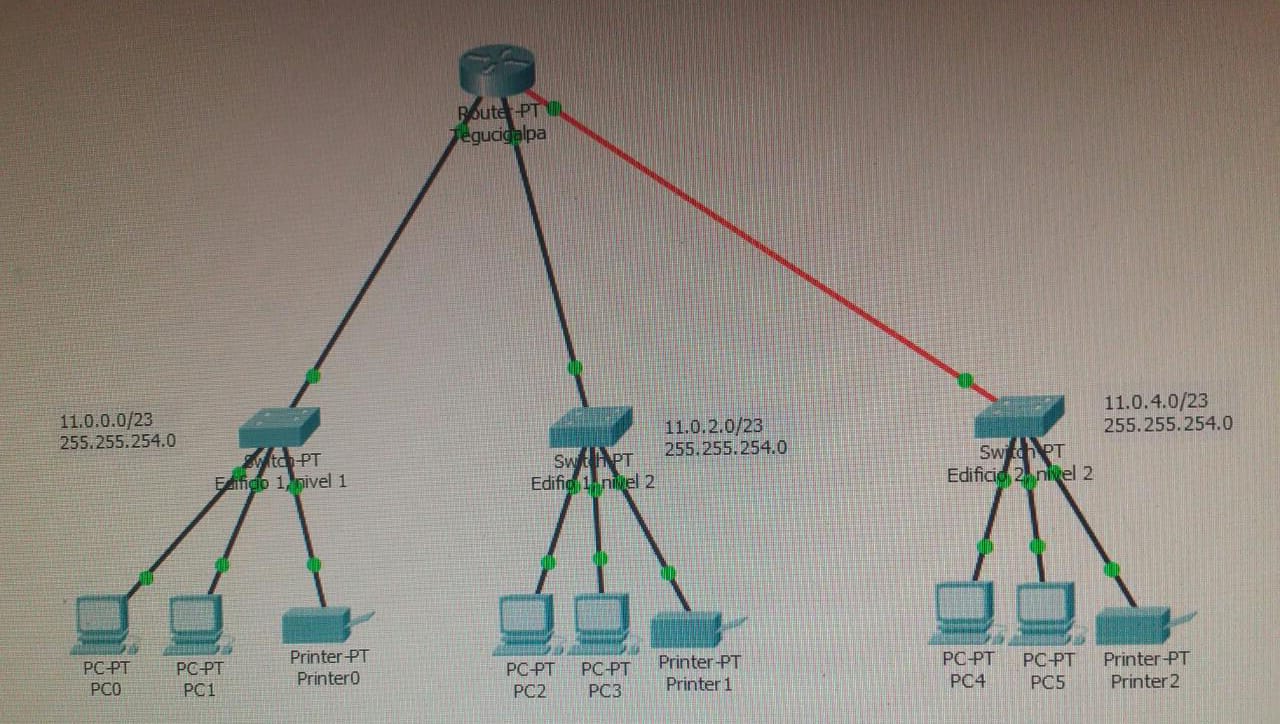 Router-PT
Tegucigalpa
11.0.0.0/23
255.255.254.0
Switch-PT
Edificio 1, nivel 1
PC-PT
PC0
PC-PT
PC1
Printer-PT
Printer0
11.0.2.0/23
255.255.254.0
Switch-PT
Edificio 1, nivel 2
PC-PT
PC2
PC-PT
PC3
Printer-PT
Printer1
11.0.4.0/23
255.255.254.0
Switch-PT
Edificio 2, nivel 2
PC-PT
PC4
PC-PT
PC5
Printer-PT
Printer2